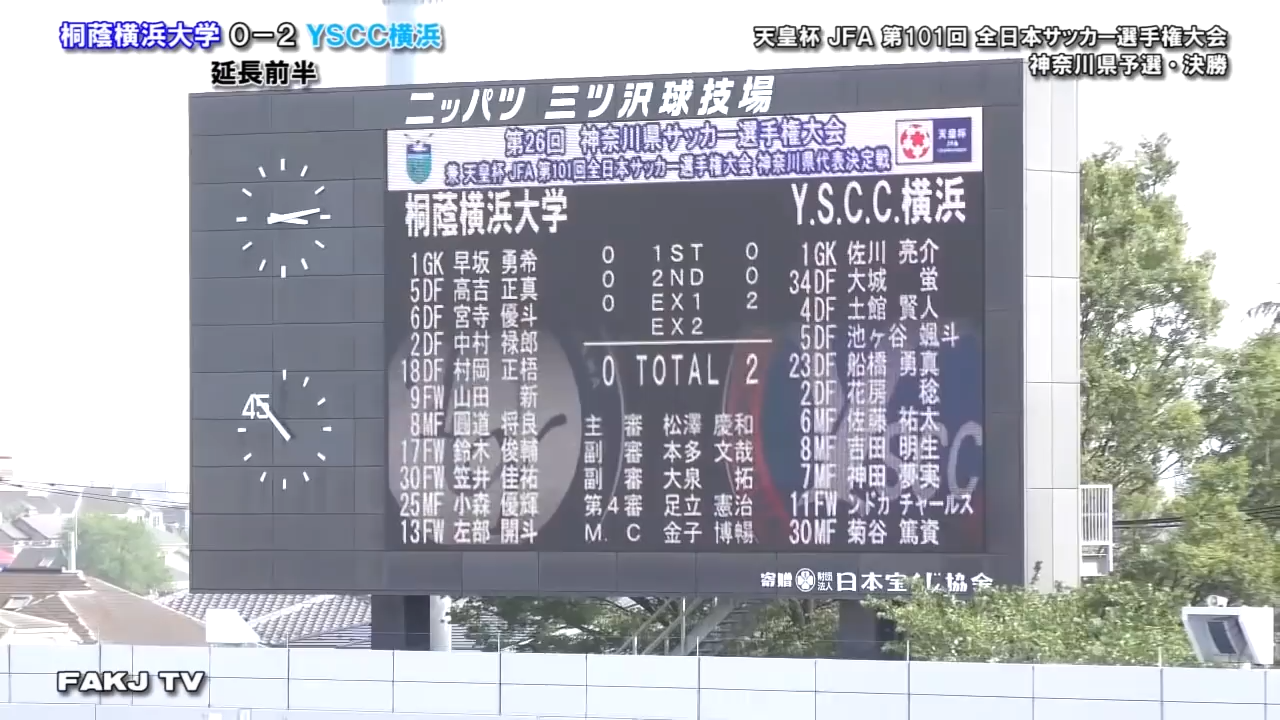 桐蔭横浜大学 0-2 YSCC横浜
延長前半
天皇杯 JFA 第101回 全日本サッカー選手権大会
神奈川県予選・決勝
ニッパツ 三ツ沢球技場
第26回 神奈川県サッカー選手権大会
兼 天皇杯 JFA 第101回全日本サッカー選手権大会 神奈川県代表決定戦
天皇杯
桐蔭横浜大学
Y.S.C.C.横浜
0 1ST 0
0 2ND 0
0 EX1 2
EX2
0 TOTAL 2
1GK 早坂 勇希
5DF 高吉 正真
6DF 宮寺 優斗
2DF 中村 禄郎
18DF 村岡 正梧
9FW 山田 新
8MF 圓道 将良
17FW 鈴木 俊輔
30FW 笠井 佳祐
25MF 小森 優輝
13FW 左部 開斗
主 審 松澤 慶和
副 審 本多 文哉
副 審 大泉 拓
第4審 足立 憲治
M. C 金子 博暢
1GK 佐川 亮介
34DF 大城 蛍
4DF 土館 賢人
5DF 池ヶ谷 颯斗
23DF 船橋 勇真
2DF 花房 稔
6MF 佐藤 祐太
8MF 吉田 明生
7MF 神田 夢実
11FW ンドカ チャールス
30MF 菊谷 篤資
45
寄贈 財団法人 日本宝くじ協会
FAKJ TV